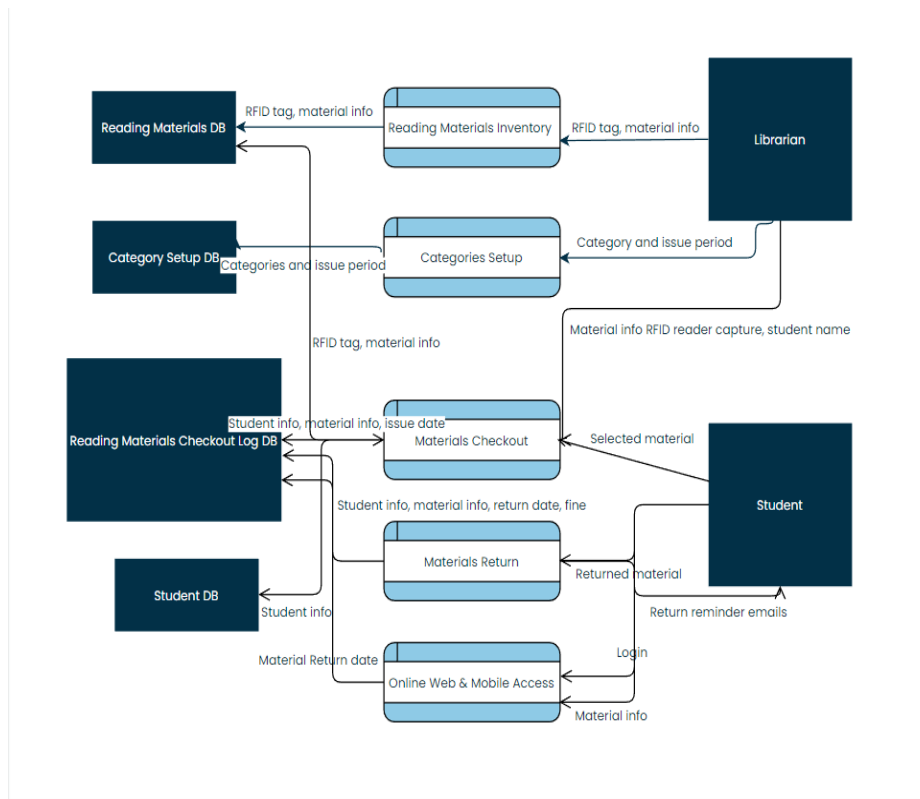 RFID tag, material info
Reading Materials DB
Reading Materials Inventory
RFID tag, material info
Librarian
Category Setup DB
Categories and issue period
Categories Setup
Category and issue period
Material info RFID reader capture, student name
RFID tag, material info
Student info, material info, issue date
Reading Materials Checkout Log DB
Materials Checkout
Selected material
Student info, material info, return date, fine
Student
Materials Return
Returned material
Student DB
Student info
Return reminder emails
Material Return date
Login
Online Web & Mobile Access
Material info